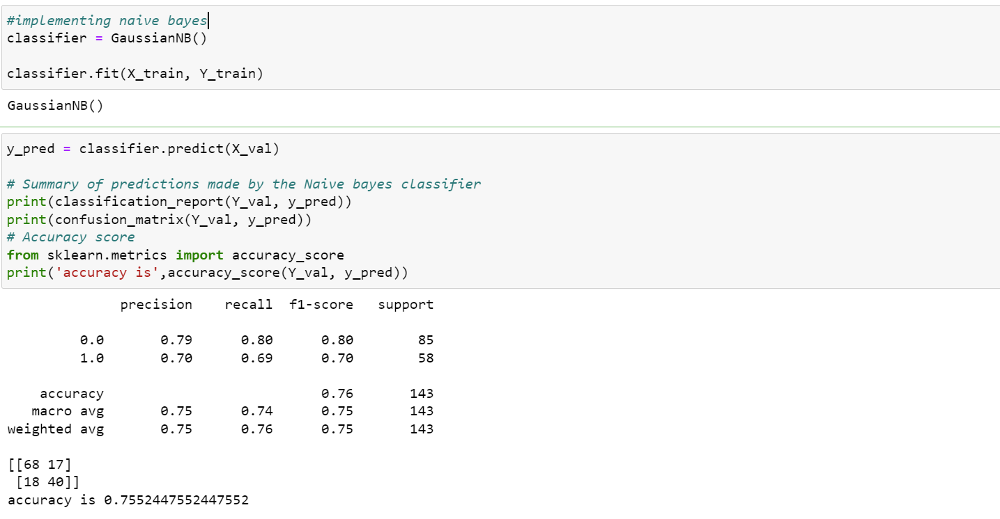 #implementing naive bayes
classifier = GaussianNB()
classifier.fit(X_train, Y_train)
GaussianNB()
y_pred = classifier.predict(X_val)
# Summary of predictions made by the Naive bayes classifier
print(classification_report(Y_val, y_pred))
print(confusion_matrix(Y_val, y_pred))
# Accuracy score
from sklearn.metrics import accuracy_score
print('accuracy is',accuracy_score(Y_val, y_pred))
precision recall f1-score support
0.0 0.79 0.80 0.80 85
1.0 0.70 0.69 0.70 58
accuracy 0.76 143
macro avg 0.75 0.74 0.75 143
weighted avg 0.75 0.76 0.75 143
[[68 17]
[18 40]]
accuracy is 0.7552447552447552